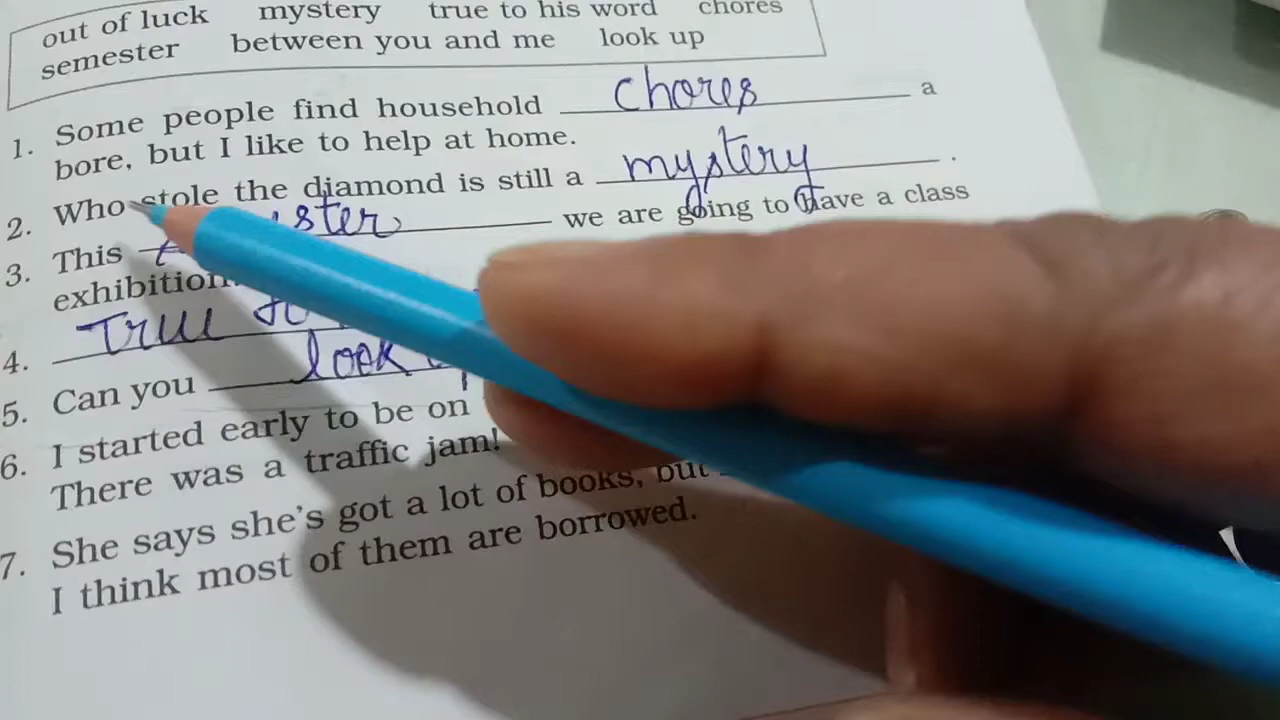 out of luck mystery true to his word chores
semester between you and me look up
1. Some people find household chores a
bore, but I like to help at home.
2. Who stole the diamond is still a mystery .
3. This we are going to have a class
exhibition.
4. True to
5. Can you look
6. I started early to be on
There was a traffic jam!
7. She says she's got a lot of books, but
I think most of them are borrowed.